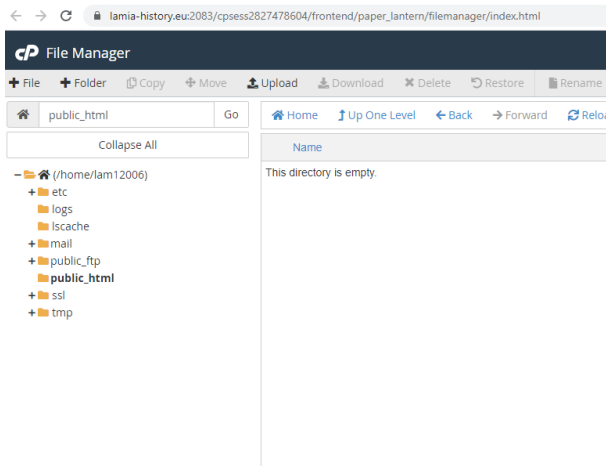 lamia-history.eu:2083/cpsess2827478604/frontend/paper_lantern/filemanager/index.html
cP File Manager
+ File + Folder Copy Move Upload Download Delete Restore Rename
public_html Go Home Up One Level Back Forward Reloa
Collapse All
Name
This directory is empty.
(/home/lam12006)
etc
logs
lscache
mail
public_ftp
public_html
ssl
tmp